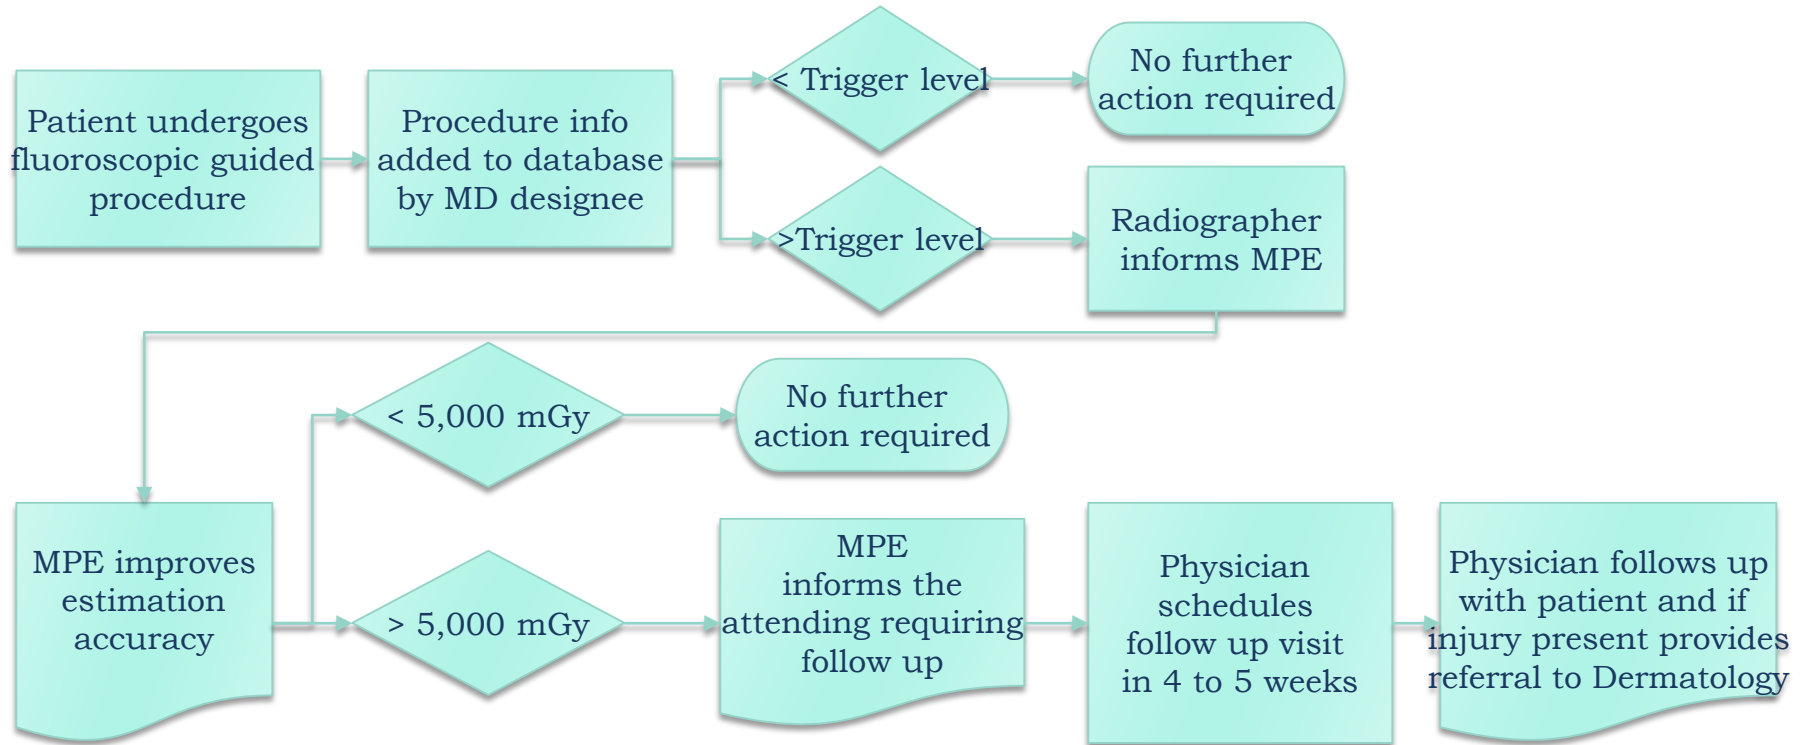 Patient undergoes
fluoroscopic guided
procedure
Procedure info
added to database
by MD designee
< Trigger level
No further
action required
>Trigger level
Radiographer
informs MPE
< 5,000 mGy
No further
action required
MPE improves
estimation
accuracy
> 5,000 mGy
MPE
informs the
attending requiring
follow up
Physician
schedules
follow up visit
in 4 to 5 weeks
Physician follows up
with patient and if
injury present provides
referral to Dermatology